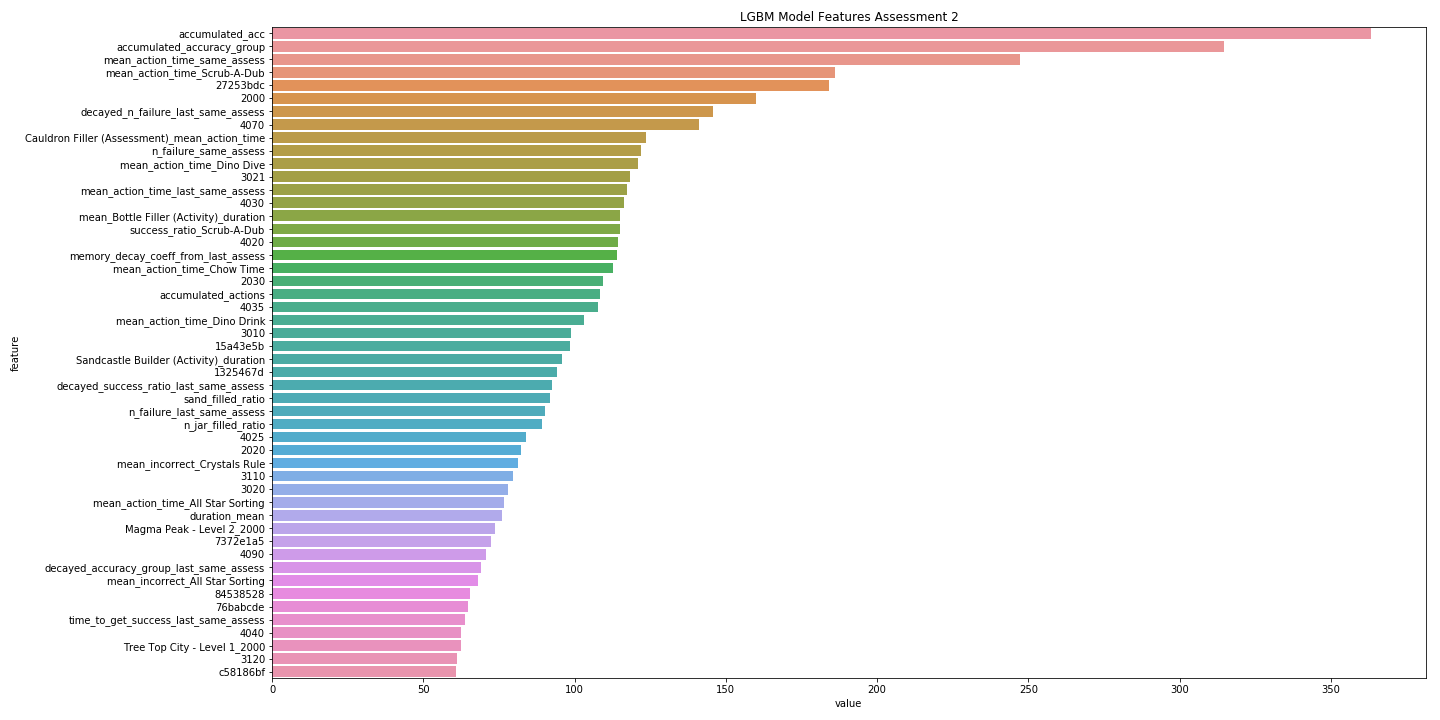 LGBM Model Features Assessment 2
accumulated_acc
accumulated_accuracy_group
mean_action_time_same_assess
mean_action_time_Scrub-A-Dub
27253bdc
2000
decayed_n_failure_last_same_assess
4070
Cauldron Filler (Assessment)_mean_action_time
n_failure_same_assess
mean_action_time_Dino Dive
3021
mean_action_time_last_same_assess
4030
mean_Bottle Filler (Activity)_duration
success_ratio_Scrub-A-Dub
4020
memory_decay_coeff_from_last_assess
mean_action_time_Chow Time
2030
accumulated_actions
4035
mean_action_time_Dino Drink
3010
15a43e5b
Sandcastle Builder (Activity)_duration
1325467d
decayed_success_ratio_last_same_assess
sand_filled_ratio
n_failure_last_same_assess
n_jar_filled_ratio
4025
2020
mean_incorrect_Crystals Rule
3110
3020
mean_action_time_All Star Sorting
duration_mean
Magma Peak - Level 2_2000
7372e1a5
4090
decayed_accuracy_group_last_same_assess
mean_incorrect_All Star Sorting
84538528
76babcde
time_to_get_success_last_same_assess
4040
Tree Top City - Level 1_2000
3120
c58186bf
feature
0 50 100 150 200 250 300 350
value